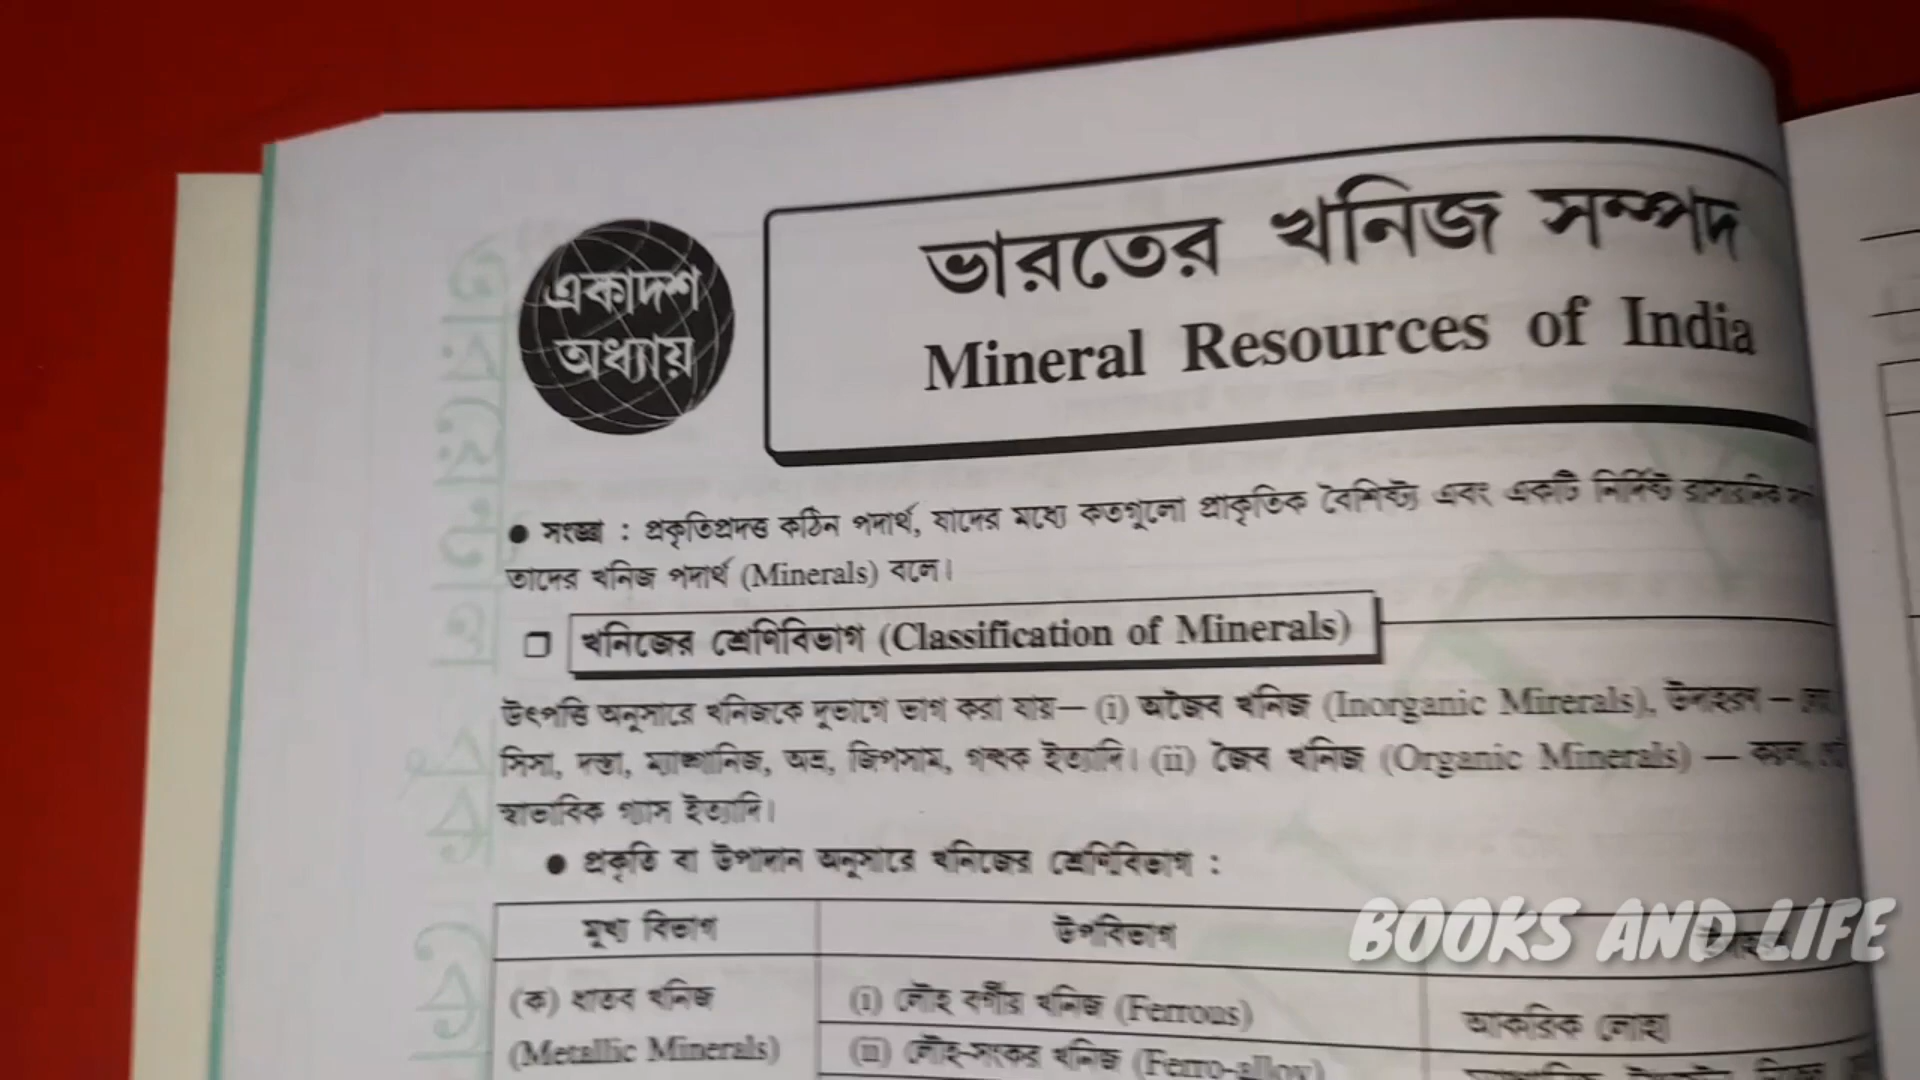 একাদশ
অধ্যায়
ভারতের খনিজ সম্পদ
Mineral Resources of India
● সংজ্ঞা : প্রকৃতিপ্রদত্ত কঠিন পদার্থ, যাদের মধ্যে কতগুলো প্রাকৃতিক বৈশিষ্ট্য এবং একটি নির্দিষ্ট রাসায়নিক
তাদের খনিজ পদার্থ (Minerals) বলে।
❐ খনিজের শ্রেণিবিভাগ (Classification of Minerals)
উৎপত্তি অনুসারে খনিজকে দুভাগে ভাগ করা যায়— (i) অজৈব খনিজ (Inorganic Minerals), উদাহরণ –
সিসা, দস্তা, ম্যাঙ্গানিজ, অভ্র, জিপসাম, গন্ধক ইত্যাদি। (ii) জৈব খনিজ (Organic Minerals) — কয়লা,
স্বাভাবিক গ্যাস ইত্যাদি।
● প্রকৃতি বা উপাদান অনুসারে খনিজের শ্রেণিবিভাগ :
মুখ্য বিভাগ উপবিভাগ
BOOKS AND LIFE
(ক) ধাতব খনিজ (i) লৌহ বর্গীয় খনিজ (Ferrous) আকরিক লোহা
(Metallic Minerals) (ii) লৌহ-সংকর খনিজ (Ferro-alloy)